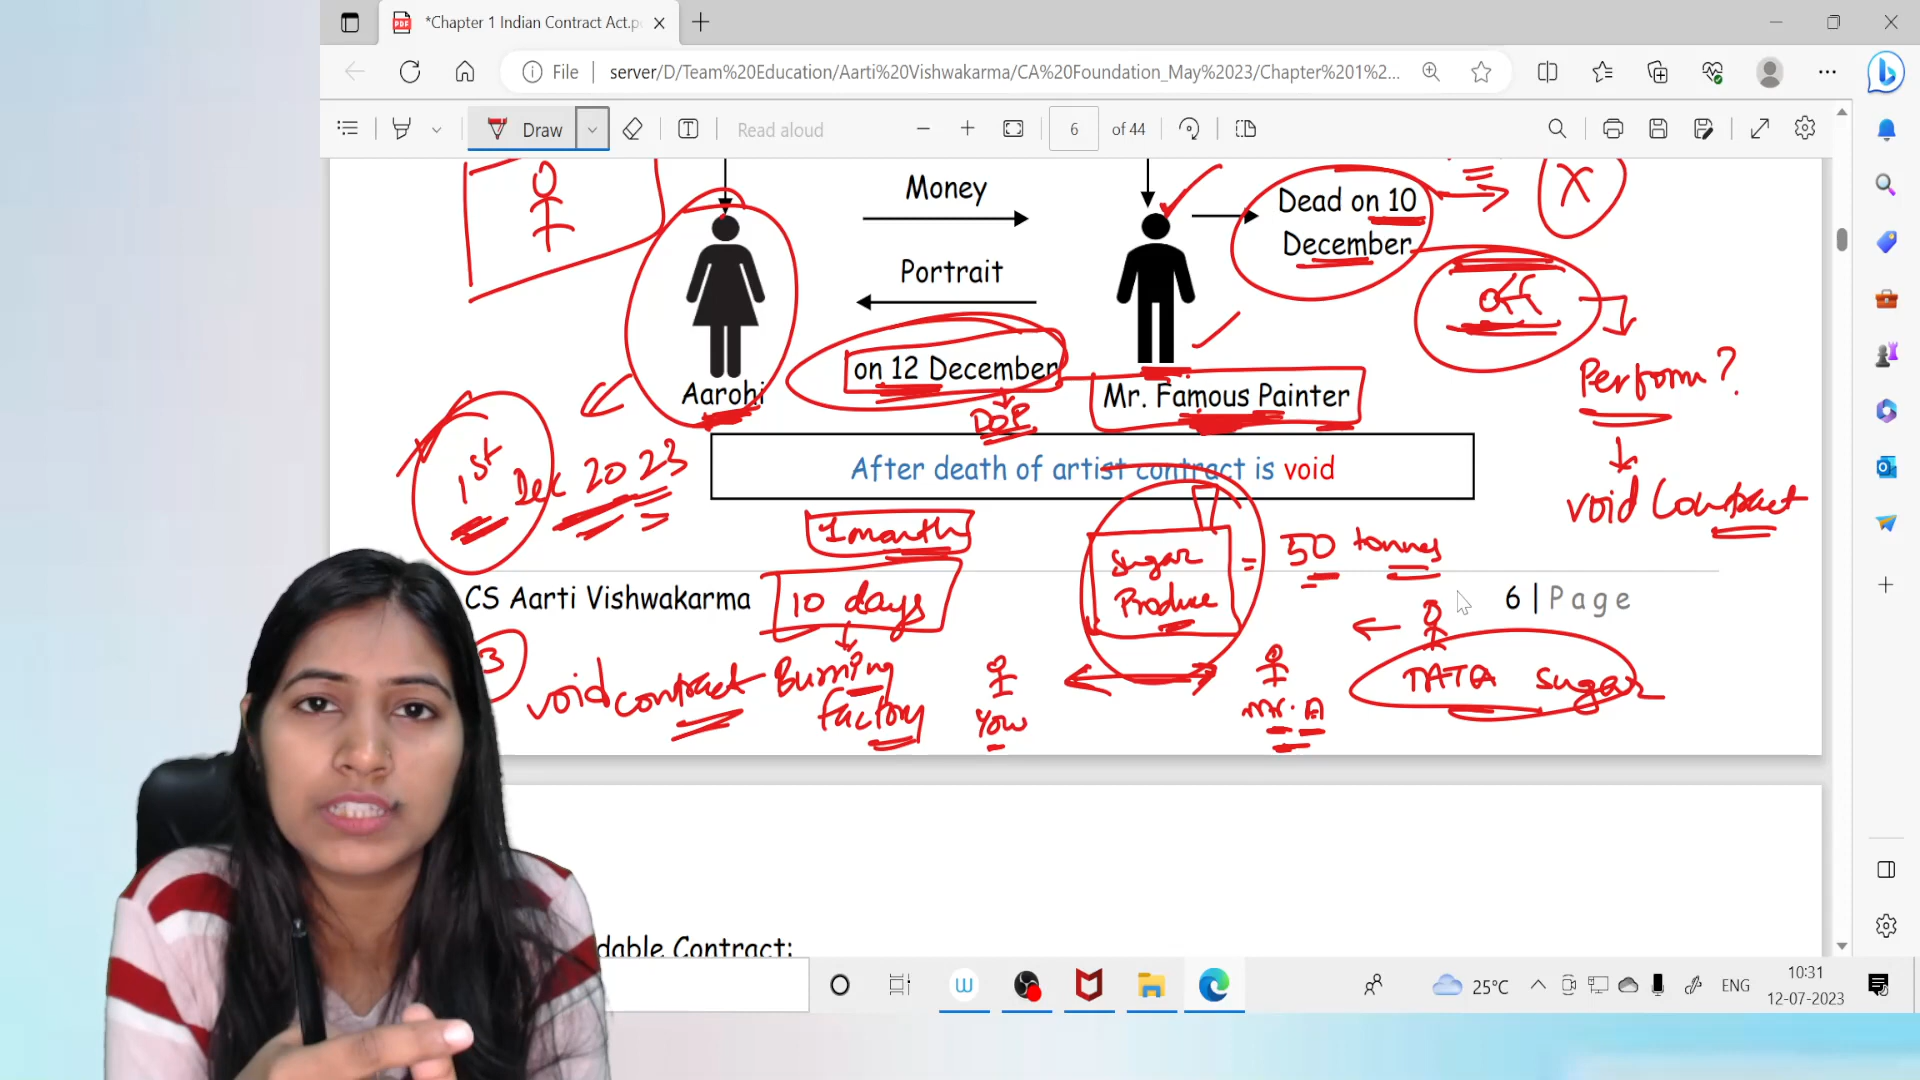 *Chapter 1 Indian Contract Act.p
File
server/D/Team%20Education/Aarti%20Vishwakarma/CA%20Foundation_May%2023/Chapter%201%2...
Draw
Read aloud
6
of 44
Money
Dead on 10
December
X
Portrait
off
on 12 December
Perform?
Aarohi
DOP
Mr. Famous Painter
1st Dec 2023
After death of artist contract is void
void Contract
1 month
Sugar
Produce
= 50 tonnes
CS Aarti Vishwakarma
10 days
6 | Page
3
void contract
Burning
factory
You
Mr. A
TATA Sugar
dable Contract:
25°C
ENG
10:31
12-07-2023